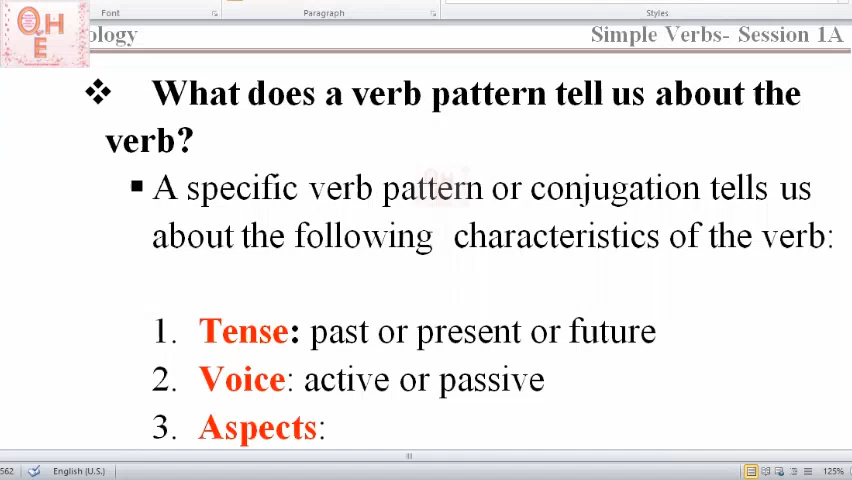 Font Paragraph Styles
QH
E
ology Simple Verbs- Session 1A
❖ What does a verb pattern tell us about the
verb?
▪ A specific verb pattern or conjugation tells us
about the following characteristics of the verb:
1. Tense: past or present or future
2. Voice: active or passive
3. Aspects:
562 English (U.S.) 125%